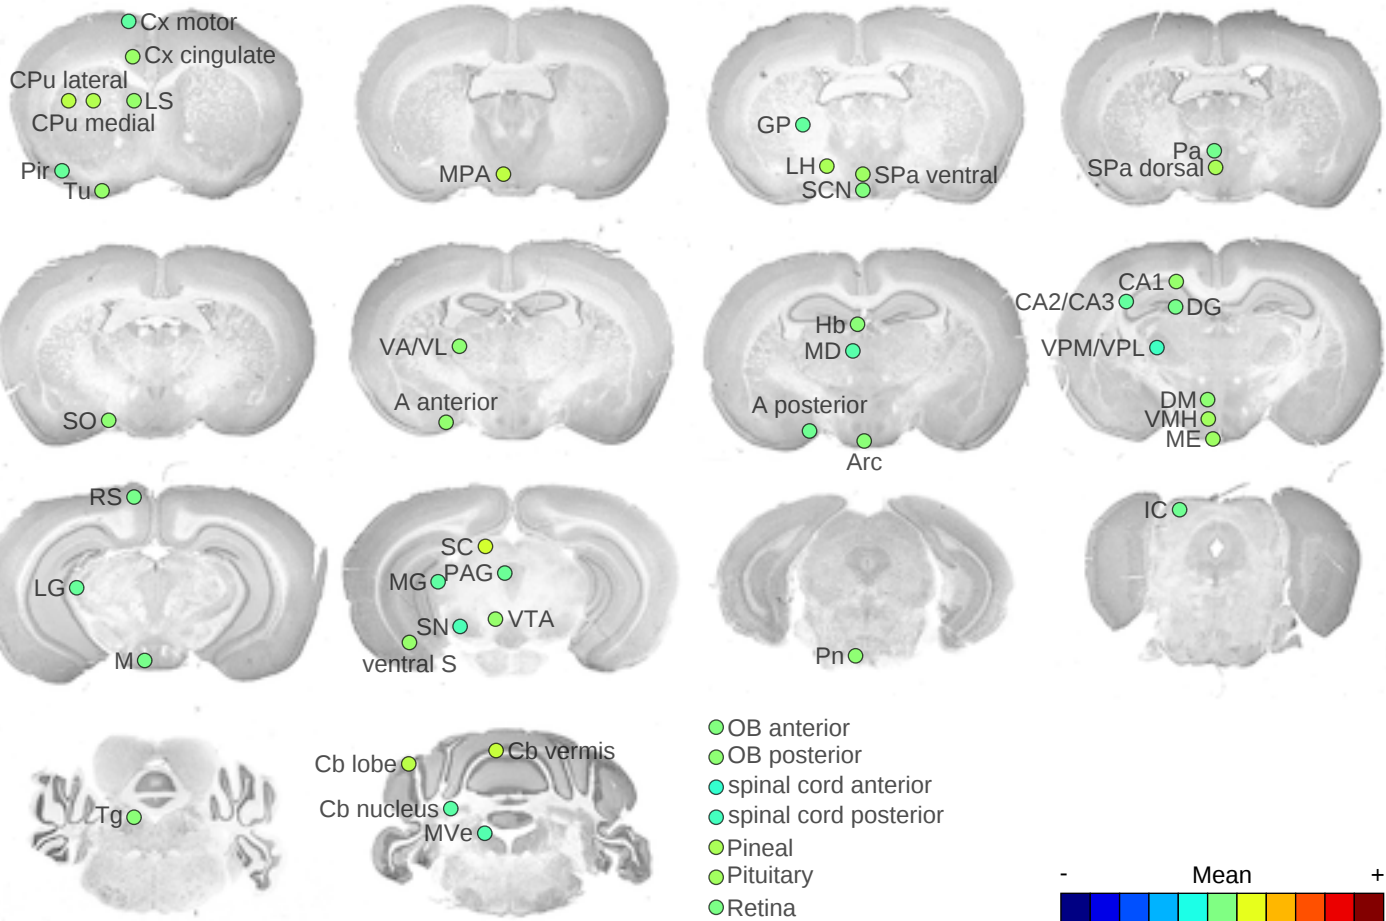 Cx motor
Cx cingulate
CPu lateral
LS
CPu medial
Pir
Tu
MPA
GP
LH
SPa ventral
SCN
Pa
SPa dorsal
SO
VA/VL
A anterior
Hb
MD
A posterior
Arc
CA1
CA2/CA3
DG
VPM/VPL
DM
VMH
ME
RS
LG
M
SC
MG
PAG
SN
VTA
ventral S
Pn
IC
Tg
Cb lobe
Cb vermis
Cb nucleus
MVe
OB anterior
OB posterior
spinal cord anterior
spinal cord posterior
Pineal
Pituitary
Retina
- Mean +